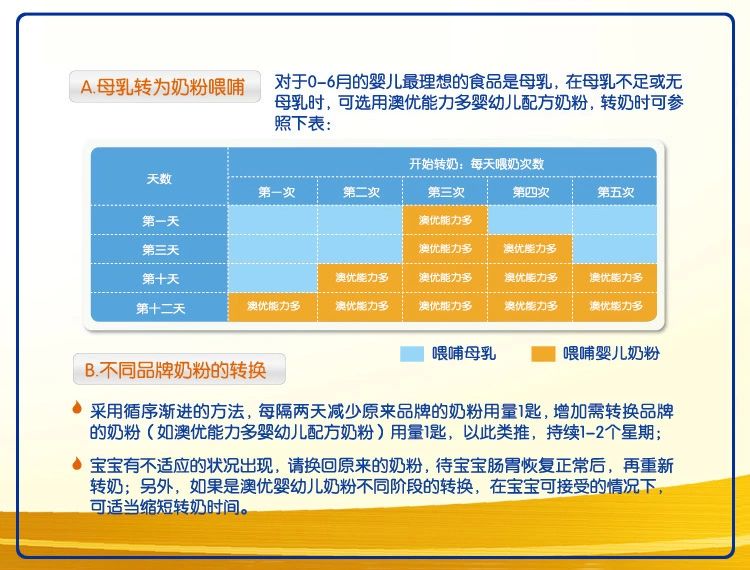 A.母乳转为奶粉喂哺
对于0-6月的婴儿最理想的食品是母乳，在母乳不足或无
母乳时，可选用澳优能力多婴幼儿配方奶粉，转奶时可参
照下表：
天数
开始转奶：每天喂奶次数
第一次 第二次 第三次 第四次 第五次
第一天 澳优能力多
第三天 澳优能力多 澳优能力多
第十天 澳优能力多 澳优能力多 澳优能力多 澳优能力多
第十二天 澳优能力多 澳优能力多 澳优能力多 澳优能力多 澳优能力多
喂哺母乳 喂哺婴儿奶粉
B.不同品牌奶粉的转换
采用循序渐进的方法，每隔两天减少原来品牌的奶粉用量1匙，增加需转换品牌
的奶粉（如澳优能力多婴幼儿配方奶粉）用量1匙，以此类推，持续1-2个星期；
宝宝有不适应的状况出现，请换回原来的奶粉，待宝宝肠胃恢复正常后，再重新
转奶；另外，如果是澳优婴幼儿奶粉不同阶段的转换，在宝宝可接受的情况下，
可适当缩短转奶时间。